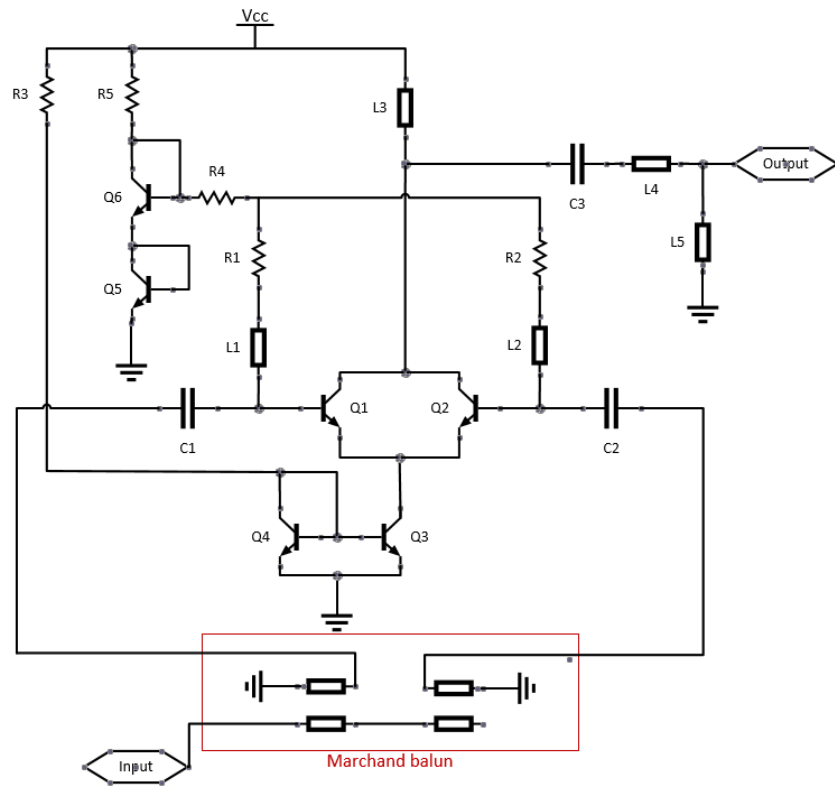 Vcc
R3
R5
L3
Output
R4
C3
L4
Q6
L5
R1
R2
Q5
L1
L2
Q1
Q2
C1
C2
Q4
Q3
Input
Marchand balun